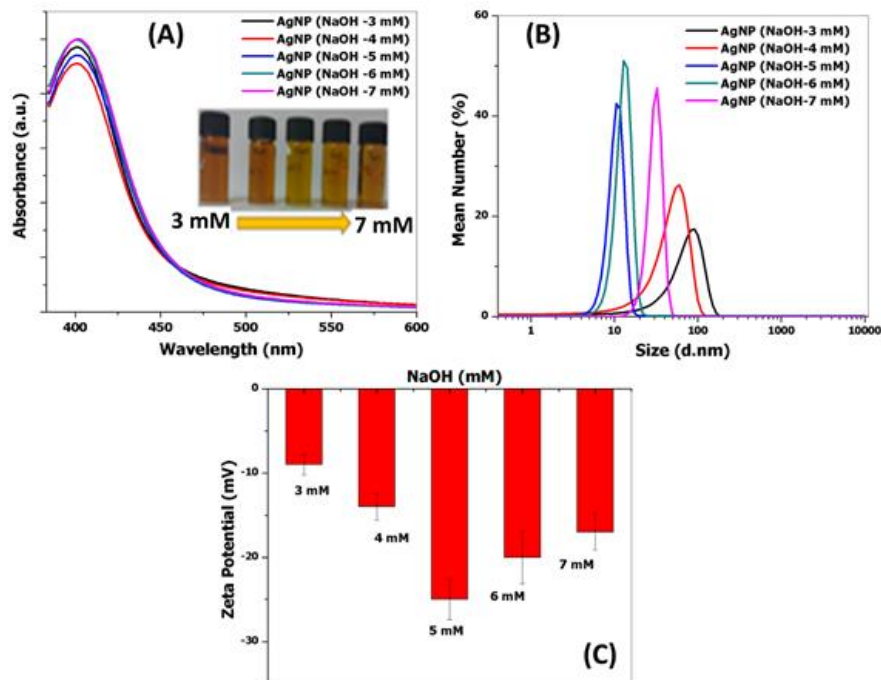 (A)
AgNP (NaOH -3 mM)
AgNP (NaOH -4 mM)
AgNP (NaOH -5 mM)
AgNP (NaOH -6 mM)
AgNP (NaOH -7 mM)
3 mM
7 mM
Absorbance (a.u.)
400 450 500 550 600
Wavelength (nm)
(B)
AgNP (NaOH-3 mM)
AgNP (NaOH-4 mM)
AgNP (NaOH-5 mM)
AgNP (NaOH-6 mM)
AgNP (NaOH-7 mM)
Mean Number (%)
60
40
20
0
1 10 100 1000 10000
Size (d.nm)
NaOH (mM)
Zeta Potential (mV)
0
-10
-20
-30
3 mM
4 mM
5 mM
6 mM
7 mM
(C)